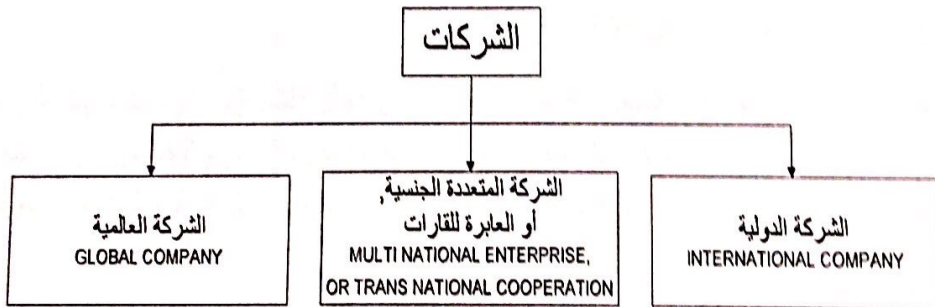 الشركات
الشركة الدولية
INTERNATIONAL COMPANY
الشركة المتعددة الجنسية,
أو العابرة للقارات
MULTI NATIONAL ENTERPRISE,
OR TRANS NATIONAL COOPERATION
الشركة العالمية
GLOBAL COMPANY